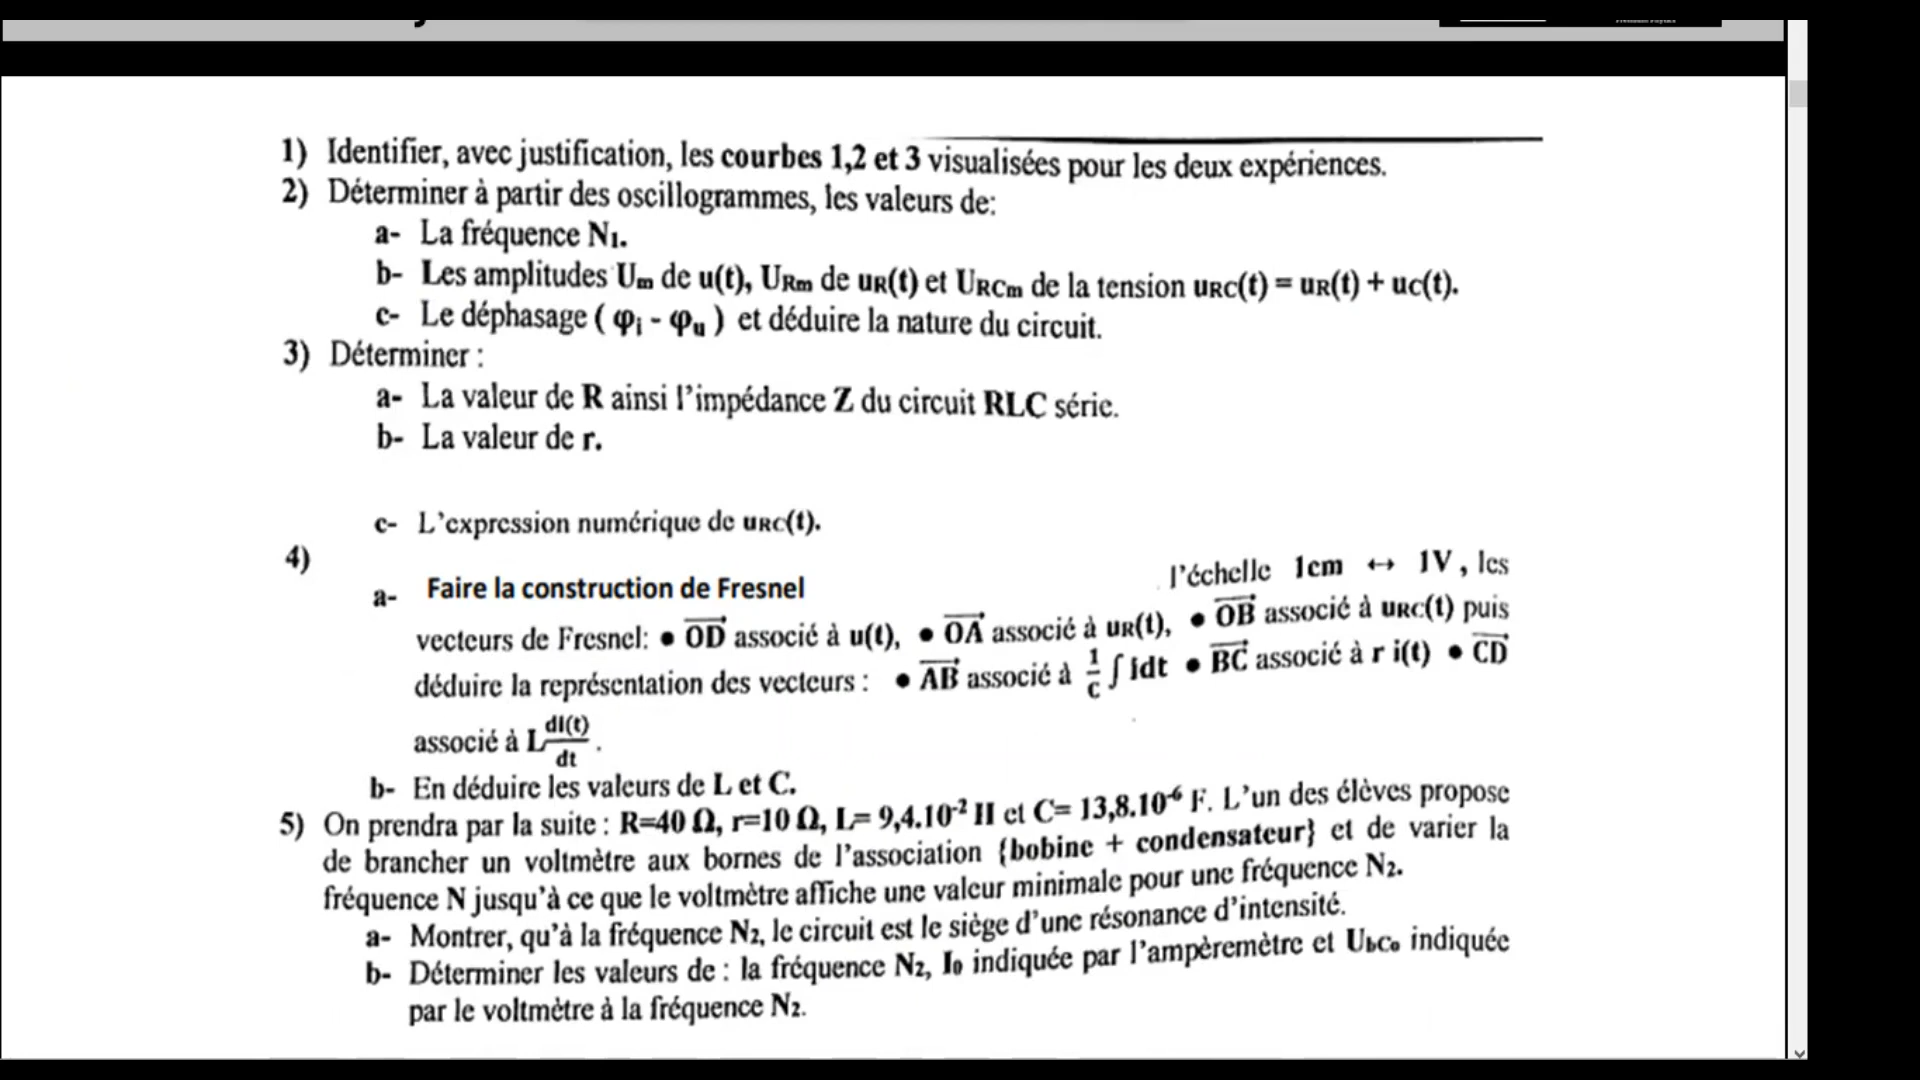 1) Identifier, avec justification, les courbes 1,2 et 3 visualisées pour les deux expériences.
2) Déterminer à partir des oscillogrammes, les valeurs de:
a- La fréquence N₁.
b- Les amplitudes Um de u(t), URm de uR(t) et URCm de la tension uRC(t) = uR(t) + uC(t).
c- Le déphasage ( φi - φu ) et déduire la nature du circuit.
3) Déterminer :
a- La valeur de R ainsi l'impédance Z du circuit RLC série.
b- La valeur de r.
c- L'expression numérique de uRC(t).
4)
a- Faire la construction de Fresnel l'échelle 1cm ↔ 1V, les
vecteurs de Fresnel: ● OD associé à u(t), ● OA associé à uR(t), ● OB associé à uRC(t) puis
déduire la représentation des vecteurs : ● AB associé à 1/C ∫ idt ● BC associé à r i(t) ● CD
associé à L dI(t)/dt .
b- En déduire les valeurs de L et C.
5) On prendra par la suite : R=40 Ω, r=10 Ω, L= 9,4.10⁻² H et C= 13,8.10⁻⁶ F. L'un des élèves propose
de brancher un voltmètre aux bornes de l'association {bobine + condensateur} et de varier la
fréquence N jusqu'à ce que le voltmètre affiche une valeur minimale pour une fréquence N₂.
a- Montrer, qu'à la fréquence N₂, le circuit est le siège d'une résonance d'intensité.
b- Déterminer les valeurs de : la fréquence N₂, I₀ indiquée par l'ampèremètre et UbC₀ indiquée
par le voltmètre à la fréquence N₂.